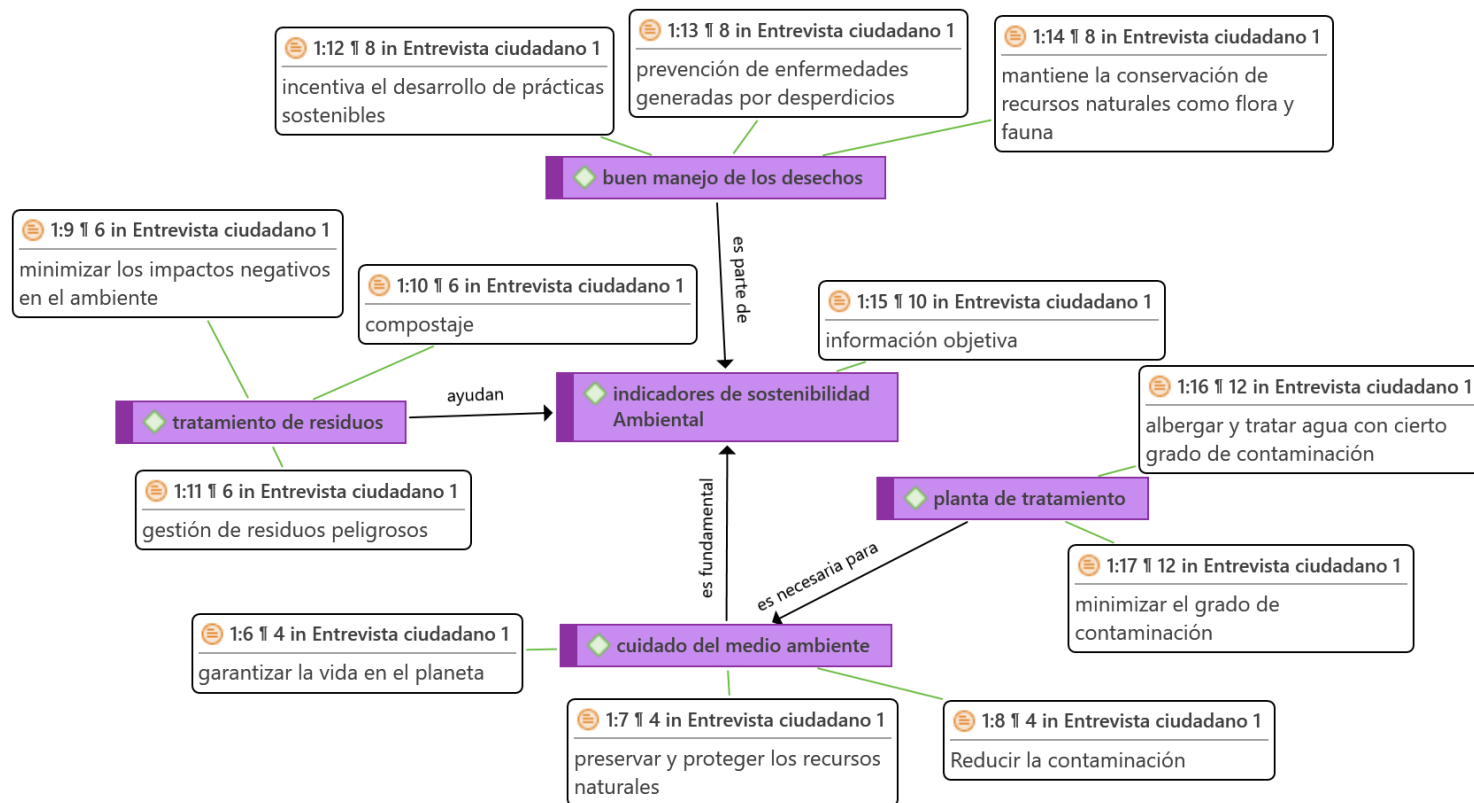 1:12 ¶ 8 in Entrevista ciudadano 1
incentiva el desarrollo de prácticas
sostenibles
1:13 ¶ 8 in Entrevista ciudadano 1
prevención de enfermedades
generadas por desperdicios
1:14 ¶ 8 in Entrevista ciudadano 1
mantiene la conservación de
recursos naturales como flora y
fauna
buen manejo de los desechos
es parte de
1:9 ¶ 6 in Entrevista ciudadano 1
minimizar los impactos negativos
en el ambiente
1:10 ¶ 6 in Entrevista ciudadano 1
compostaje
1:15 ¶ 10 in Entrevista ciudadano 1
información objetiva
tratamiento de residuos
ayudan
indicadores de sostenibilidad
Ambiental
1:16 ¶ 12 in Entrevista ciudadano 1
albergar y tratar agua con cierto
grado de contaminación
1:11 ¶ 6 in Entrevista ciudadano 1
gestión de residuos peligrosos
planta de tratamiento
es fundamental
es necesaria para
1:17 ¶ 12 in Entrevista ciudadano 1
minimizar el grado de
contaminación
1:6 ¶ 4 in Entrevista ciudadano 1
garantizar la vida en el planeta
cuidado del medio ambiente
1:7 ¶ 4 in Entrevista ciudadano 1
preservar y proteger los recursos
naturales
1:8 ¶ 4 in Entrevista ciudadano 1
Reducir la contaminación